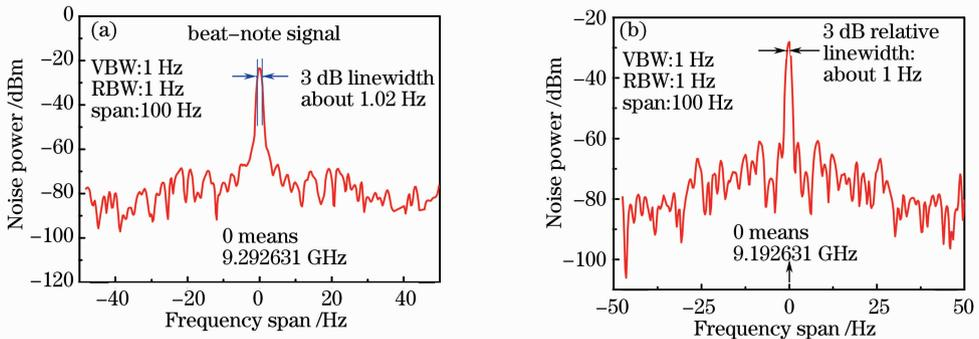 (a)
beat−note signal
VBW:1 Hz
RBW:1 Hz
span:100 Hz
3 dB linewidth
about 1.02 Hz
0 means
9.292631 GHz
Noise power /dBm
0
−20
−40
−60
−80
−100
−120
−40
−20
0
20
40
Frequency span /Hz
(b)
3 dB relative
linewidth:
about 1 Hz
VBW:1 Hz
RBW:1 Hz
span:100 Hz
0 means
9.192631 GHz
Noise power /dBm
−20
−40
−60
−80
−100
−50
−25
0
25
50
Frequency span /Hz